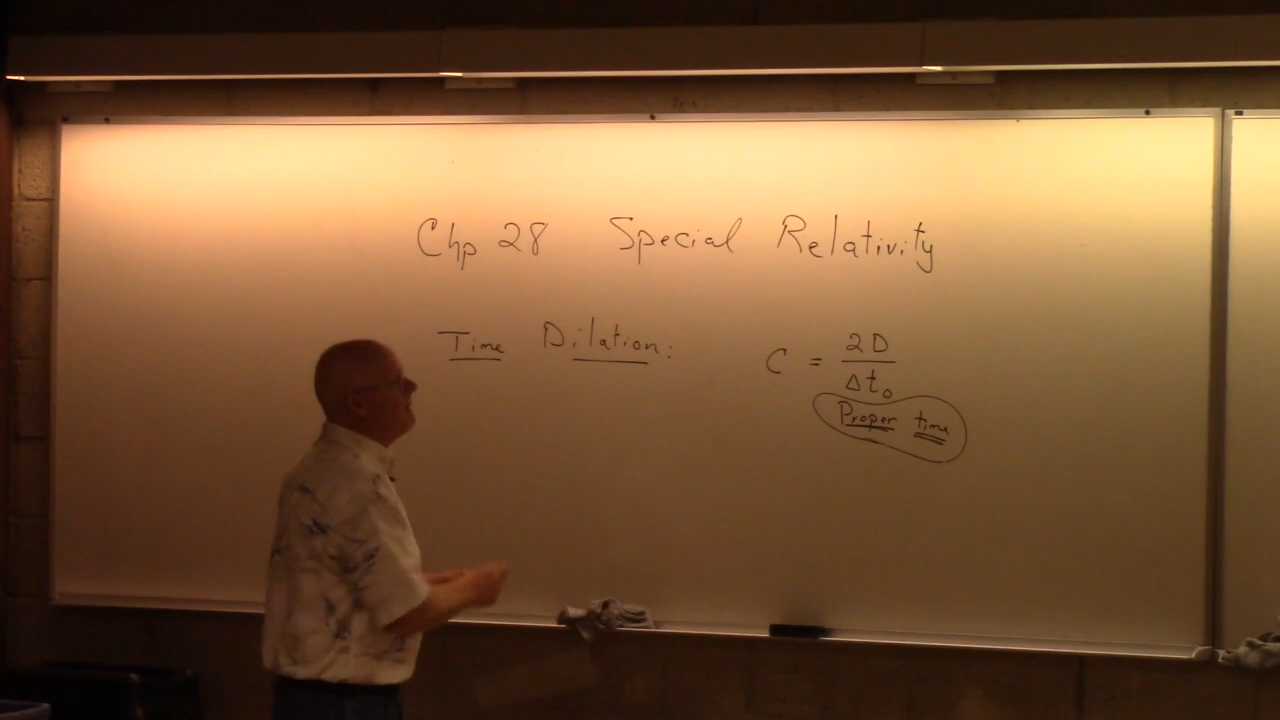 Chp 28 Special Relativity
Time Dilation: C = 2D / Δt₀
Proper time